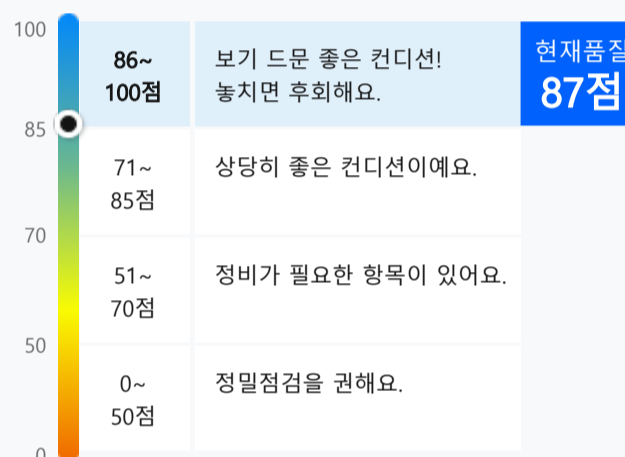 100
86~
100점
보기 드문 좋은 컨디션!
놓치면 후회해요.
현재품질
87점
85
71~
85점
상당히 좋은 컨디션이예요.
70
51~
70점
정비가 필요한 항목이 있어요.
50
0~
50점
정밀점검을 권해요.
0